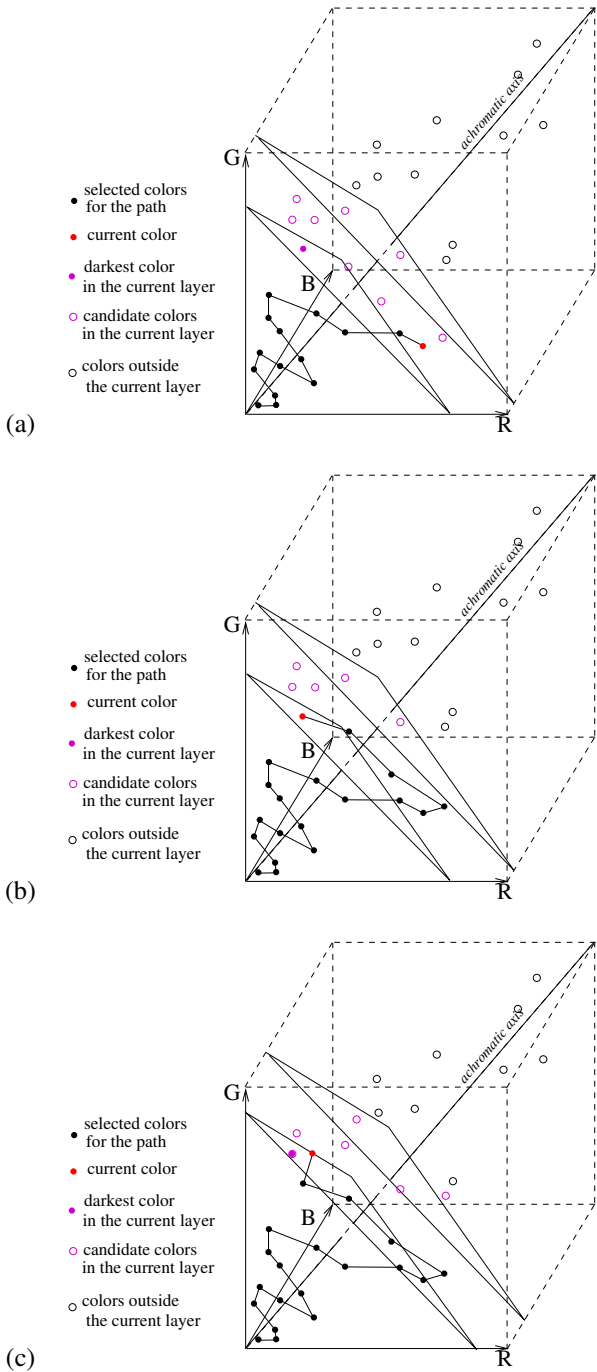 achromatic axis
G
selected colors
for the path
current color
darkest color
in the current layer
B
candidate colors
in the current layer
colors outside
the current layer
(a)
R
achromatic axis
G
selected colors
for the path
current color
darkest color
in the current layer
B
candidate colors
in the current layer
colors outside
the current layer
(b)
R
achromatic axis
G
selected colors
for the path
current color
darkest color
in the current layer
B
candidate colors
in the current layer
colors outside
the current layer
(c)
R